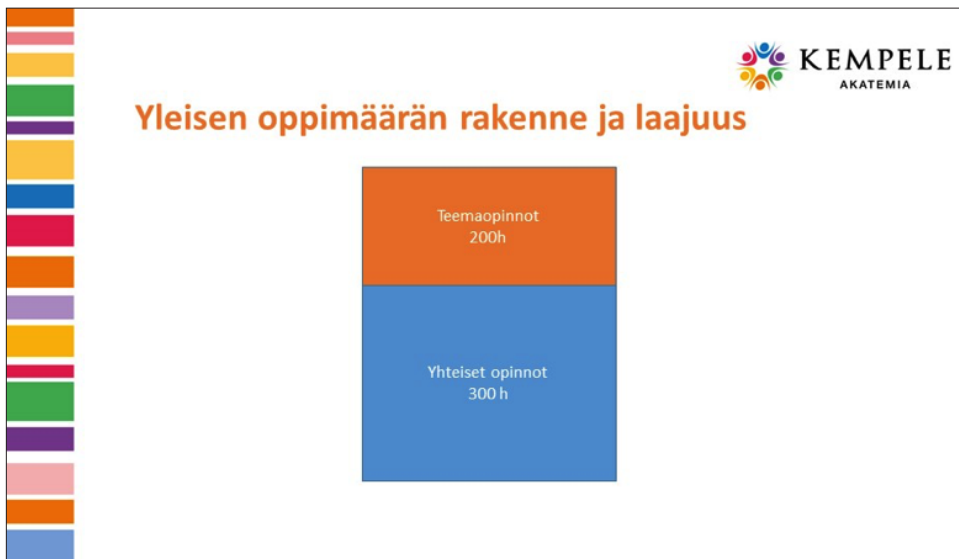 KEMPELE
AKATEMIA
Yleisen oppimäärän rakenne ja laajuus
Teemaopinnot
200h
Yhteiset opinnot
300 h